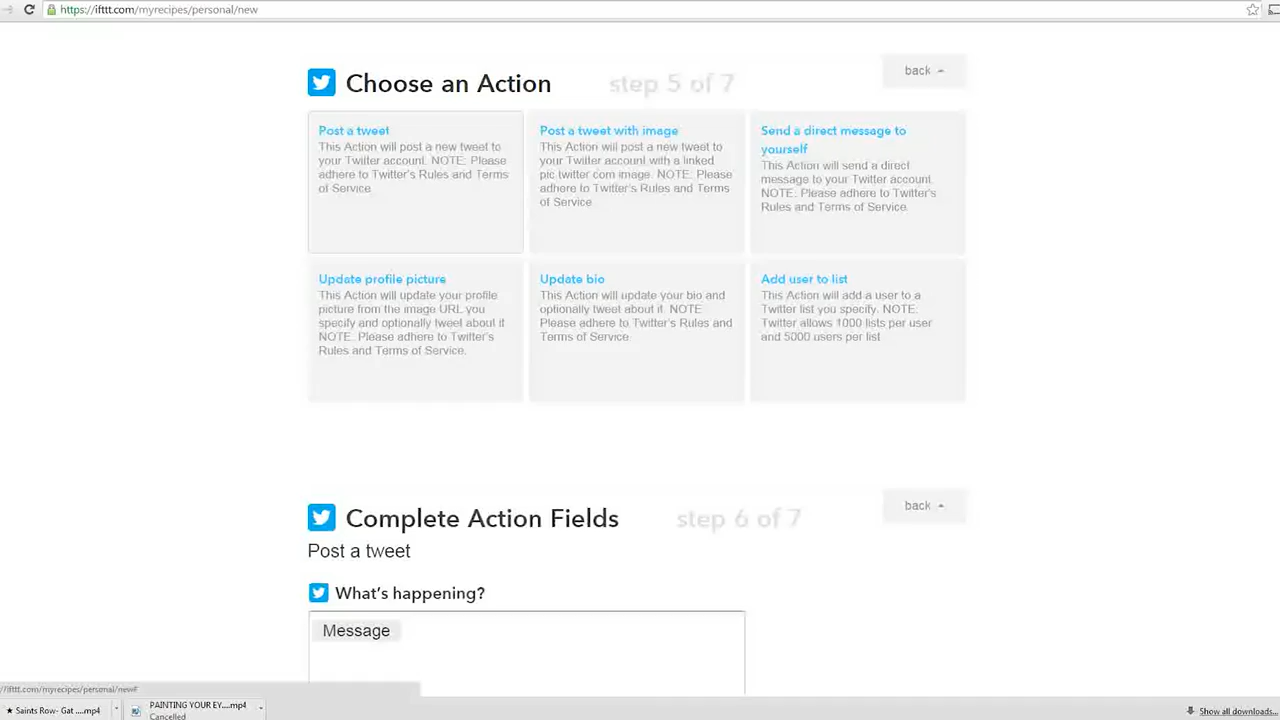 https://ifttt.com/myrecipes/personal/new
Choose an Action
step 5 of 7
back
Post a tweet
This Action will post a new tweet to
your Twitter account. NOTE: Please
adhere to Twitter's Rules and Terms
of Service.
Post a tweet with image
This Action will post a new tweet to
your Twitter account with a linked
pic.twitter.com image. NOTE: Please
adhere to Twitter's Rules and Terms
of Service.
Send a direct message to
yourself
This Action will send a direct
message to your Twitter account.
NOTE: Please adhere to Twitter's
Rules and Terms of Service.
Update profile picture
This Action will update your profile
picture from the image URL you
specify and optionally tweet about it.
NOTE: Please adhere to Twitter's
Rules and Terms of Service.
Update bio
This Action will update your bio and
optionally tweet about it. NOTE:
Please adhere to Twitter's Rules and
Terms of Service.
Add user to list
This Action will add a user to a
Twitter list you specify. NOTE:
Twitter allows 1000 lists per user
and 5000 users per list
Complete Action Fields
step 6 of 7
back
Post a tweet
What's happening?
Message
//ifttt.com/myrecipes/personal/new#
Saints Row- Gat ....mp4
PAINTING YOUR EY....mp4
Cancelled
Show all downloads...